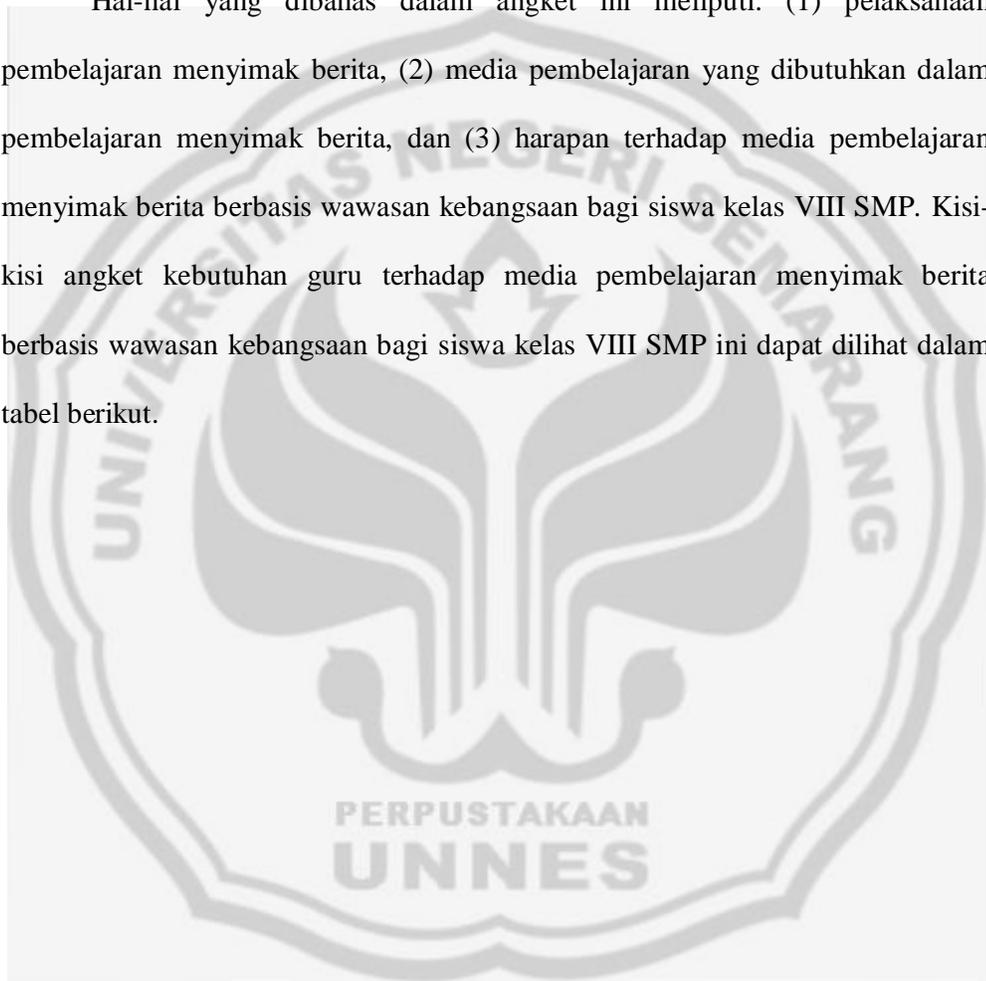 Hal-hal yang dibahas dalam angket ini meliputi: (1) pelaksanaan
pembelajaran menyimak berita, (2) media pembelajaran yang dibutuhkan dalam
pembelajaran menyimak berita, dan (3) harapan terhadap media pembelajaran
menyimak berita berbasis wawasan kebangsaan bagi siswa kelas VIII SMP. Kisi-
kisi angket kebutuhan guru terhadap media pembelajaran menyimak berita
berbasis wawasan kebangsaan bagi siswa kelas VIII SMP ini dapat dilihat dalam
tabel berikut.
UNIVERSITAS NEGERI SEMARANG
PERPUSTAKAAN
UNNES